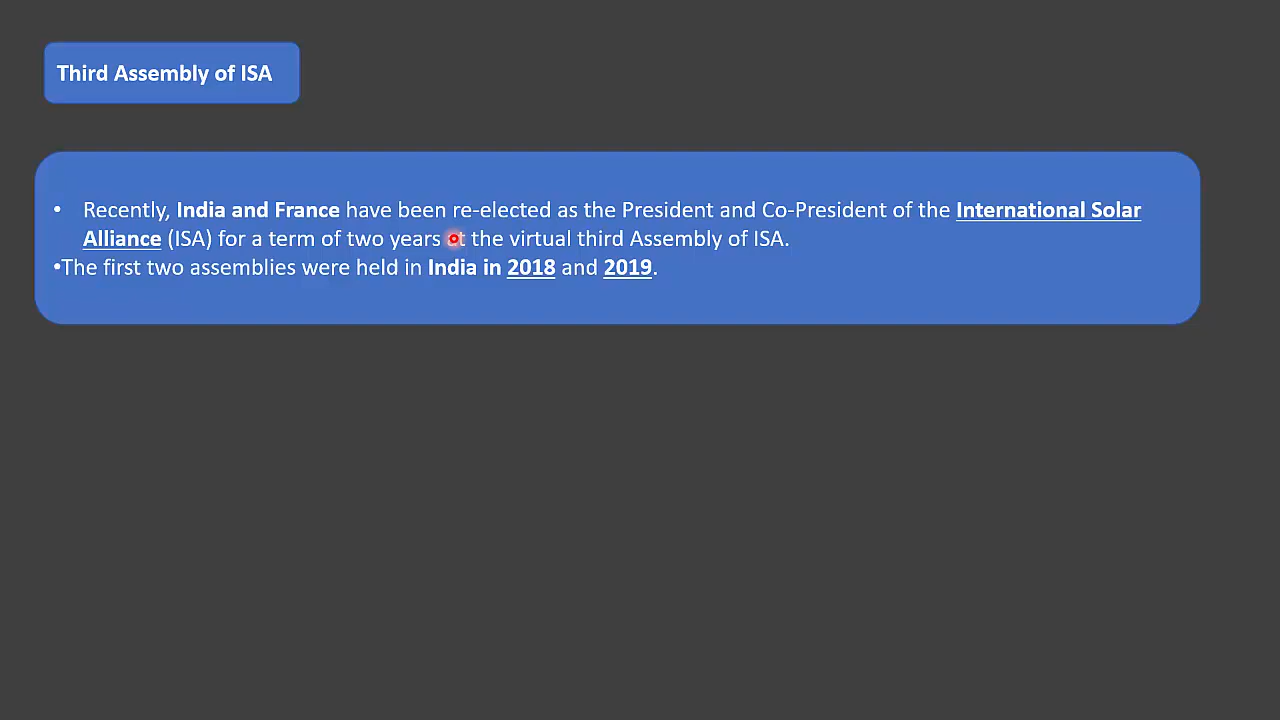 Third Assembly of ISA
• Recently, India and France have been re-elected as the President and Co-President of the International Solar
Alliance (ISA) for a term of two years at the virtual third Assembly of ISA.
•The first two assemblies were held in India in 2018 and 2019.